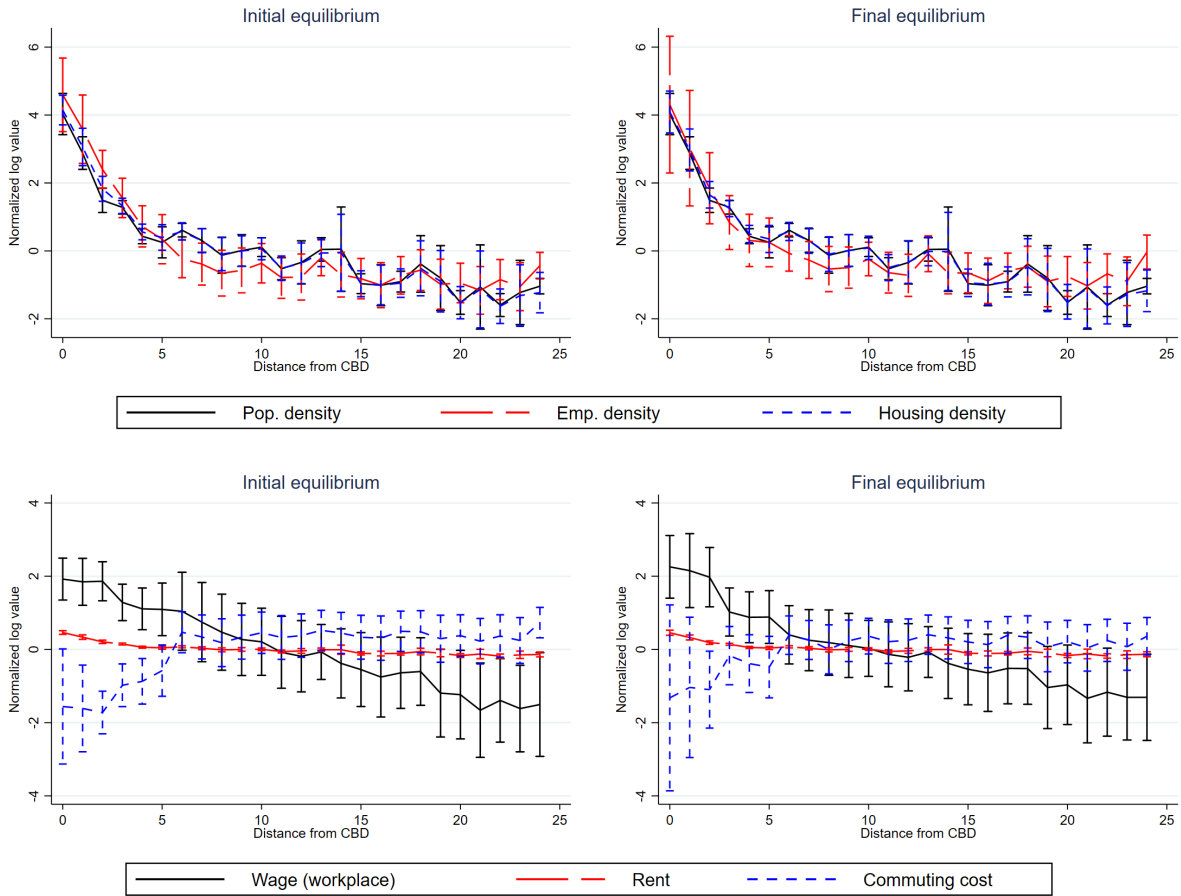 Initial equilibrium
Normalized log value
6
4
2
0
-2
0 5 10 15 20 25
Distance from CBD
Final equilibrium
Normalized log value
6
4
2
0
-2
0 5 10 15 20 25
Distance from CBD
Pop. density Emp. density Housing density
Initial equilibrium
Normalized log value
4
2
0
-2
-4
0 5 10 15 20 25
Distance from CBD
Final equilibrium
Normalized log value
4
2
0
-2
-4
0 5 10 15 20 25
Distance from CBD
Wage (workplace) Rent Commuting cost